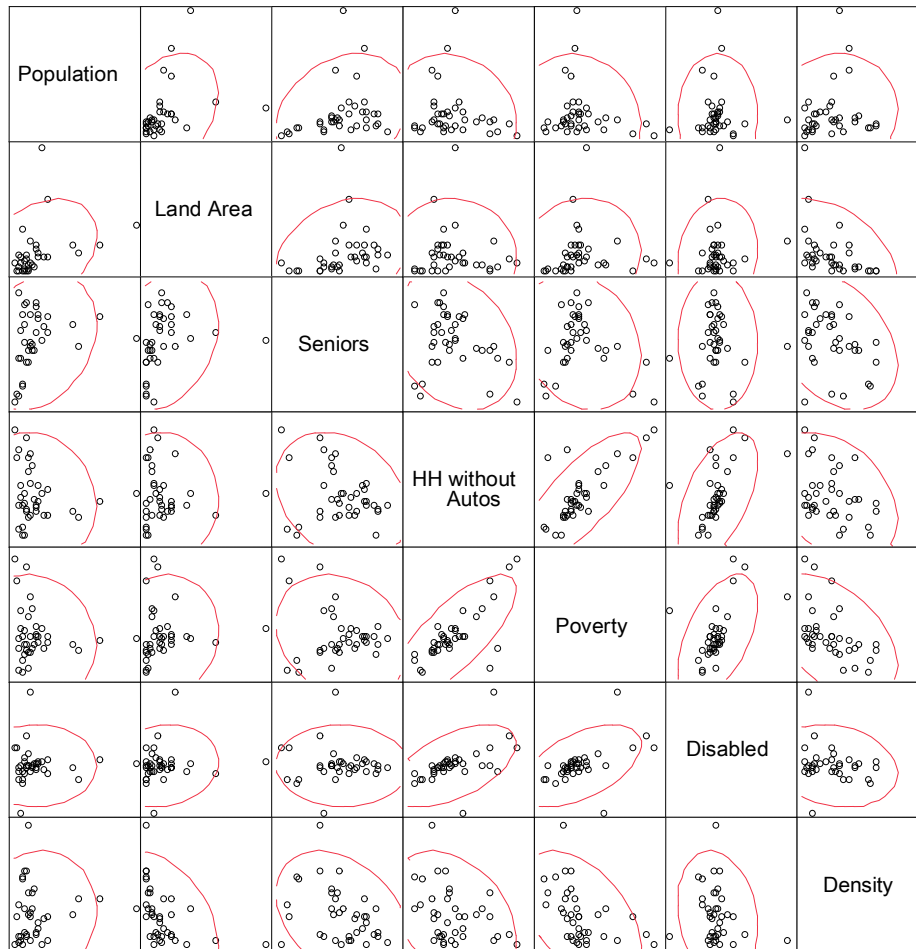 Population
Land Area
Seniors
HH without
Autos
Poverty
Disabled
Density